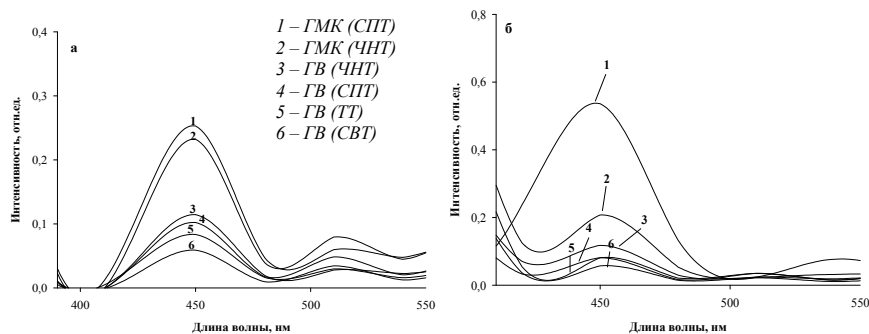 Интенсивность, отн.ед.
0,4
0,3
0,2
0,1
0,0
а
1 – ГМК (СПТ)
2 – ГМК (ЧНТ)
3 – ГВ (ЧНТ)
4 – ГВ (СПТ)
5 – ГВ (ТТ)
6 – ГВ (СВТ)
1
2
3
4
5
6
400
450
500
550
Длина волны, нм
Интенсивность, отн.ед.
0,8
0,6
0,4
0,2
0,0
б
1
2
3
4
5
6
450
500
550
Длина волны, нм